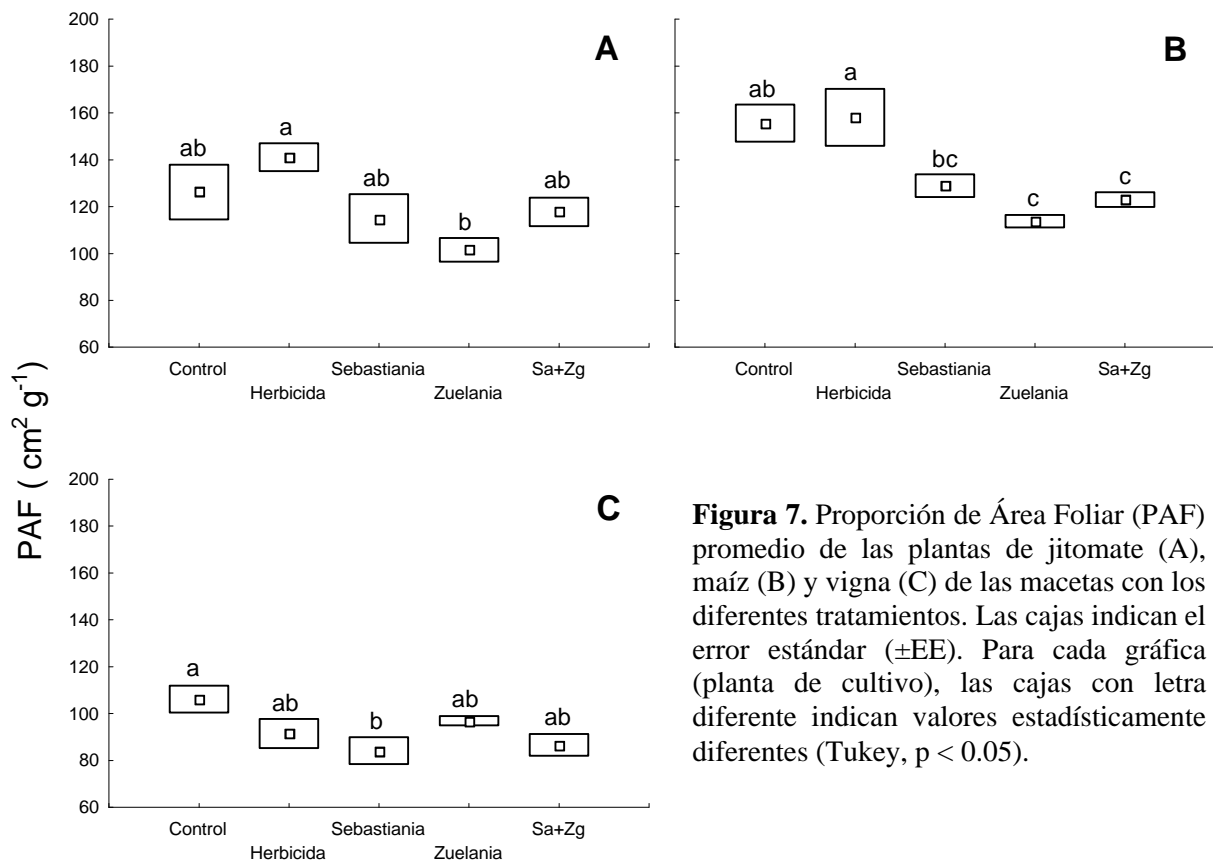 200
180
160
140
120
100
80
60
A
ab
a
ab
b
ab
Control
Herbicida
Sebastiania
Zuelania
Sa+Zg
B
ab
a
bc
c
c
Control
Herbicida
Sebastiania
Zuelania
Sa+Zg
PAF ( cm² g⁻¹)
200
180
160
140
120
100
80
60
C
a
ab
b
ab
ab
Control
Herbicida
Sebastiania
Zuelania
Sa+Zg
Figura 7. Proporción de Área Foliar (PAF)
promedio de las plantas de jitomate (A),
maíz (B) y vigna (C) de las macetas con los
diferentes tratamientos. Las cajas indican el
error estándar (±EE). Para cada gráfica
(planta de cultivo), las cajas con letra
diferente indican valores estadísticamente
diferentes (Tukey, p < 0.05).